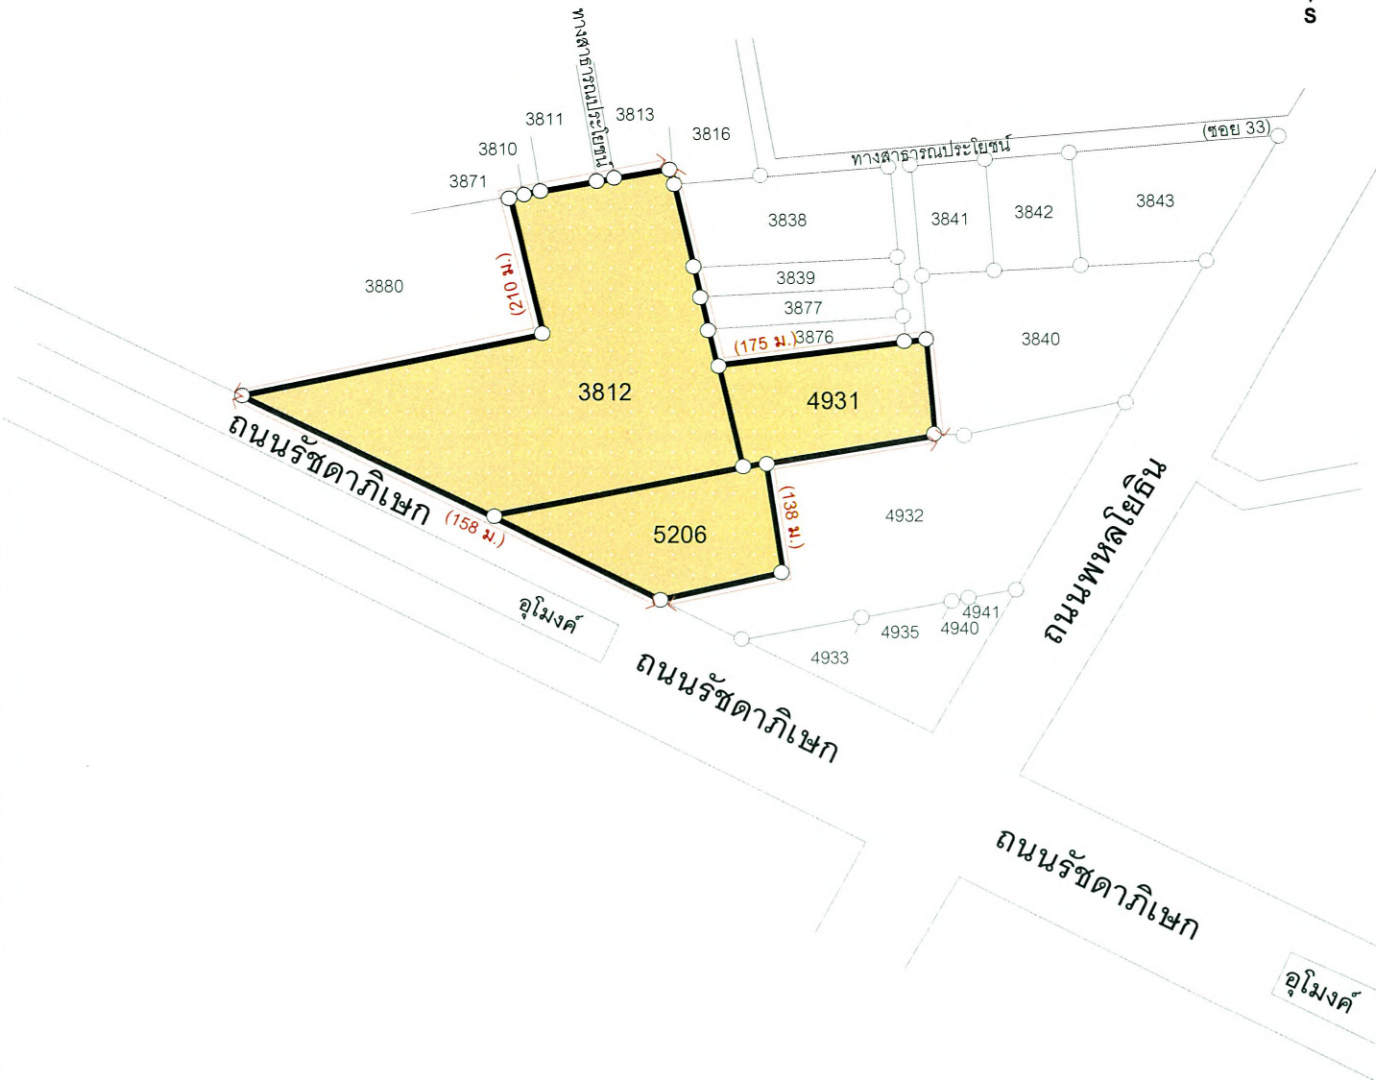 S
ทางสาธารณประโยชน์
3811
3813
3816
3810
3871
ทางสาธารณประโยชน์
(ซอย 33)
3838
3841
3842
3843
3880
(210 ม.)
3839
3877
(175 ม.)
3876
3840
3812
4931
ถนนรัชดาภิเษก
(158 ม.)
5206
(138 ม.)
4932
ถนนพหลโยธิน
อุโมงค์
4941
4940
4935
4933
ถนนรัชดาภิเษก
ถนนรัชดาภิเษก
อุโมงค์